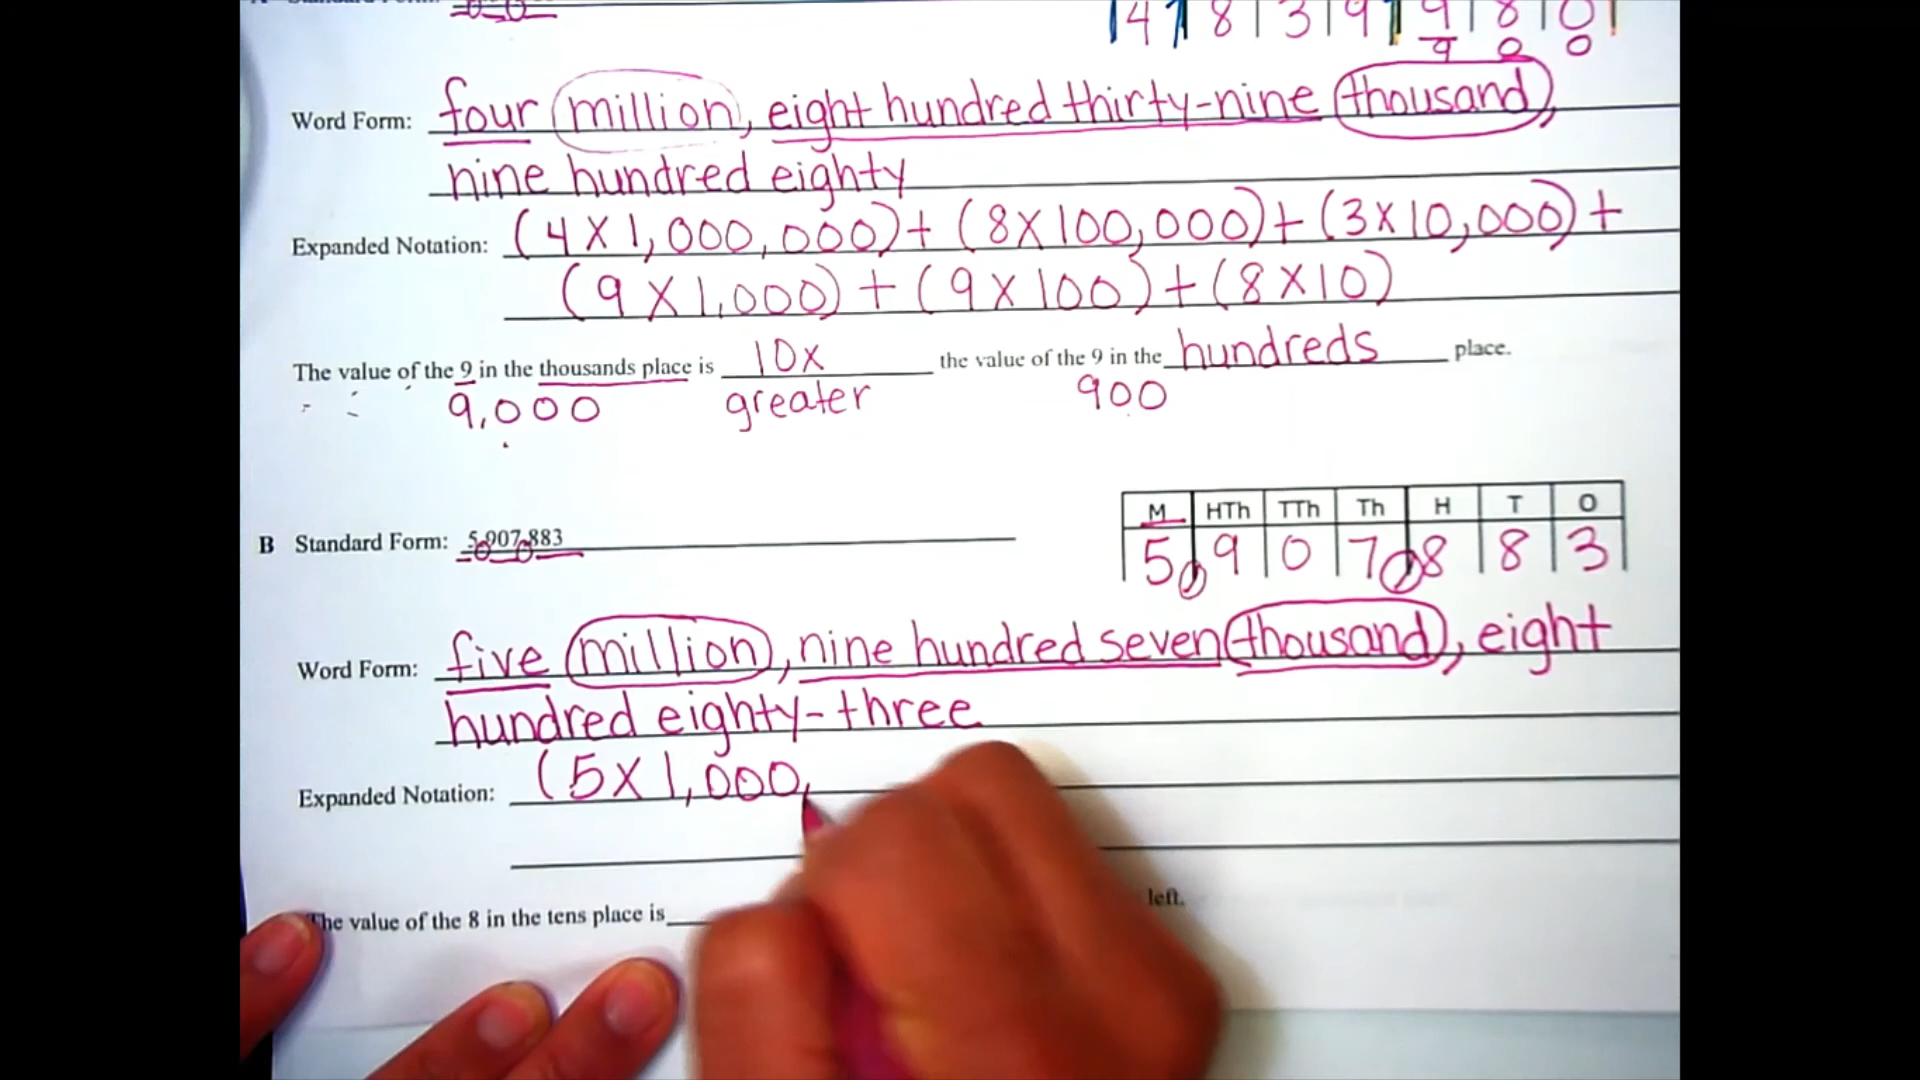 4 8 3 9 9 8 0
9 0 0
Word Form: four million, eight hundred thirty-nine thousand,
nine hundred eighty
Expanded Notation: (4 X 1,000,000) + (8 X 100,000) + (3 X 10,000) +
(9 X 1,000) + (9 X 100) + (8 X 10)
The value of the 9 in the thousands place is 10x the value of the 9 in the hundreds place.
9,000 greater 900
M HTh TTh Th H T O
B Standard Form: 5,907,883
5, 9 0 7, 8 8 3
Word Form: five million, nine hundred seven thousand, eight
hundred eighty-three
Expanded Notation: (5 X 1,000,
The value of the 8 in the tens place is left.